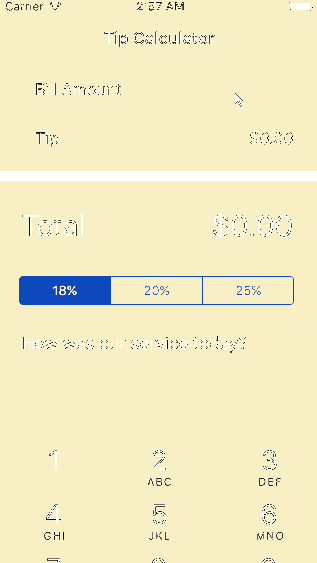 Carrier 2:57 AM
Tip Calculator
Bill Amount
Tip $0.00
Total $0.00
18% 20% 25%
How was our service today?
1 2 3
ABC DEF
4 5 6
GHI JKL MNO